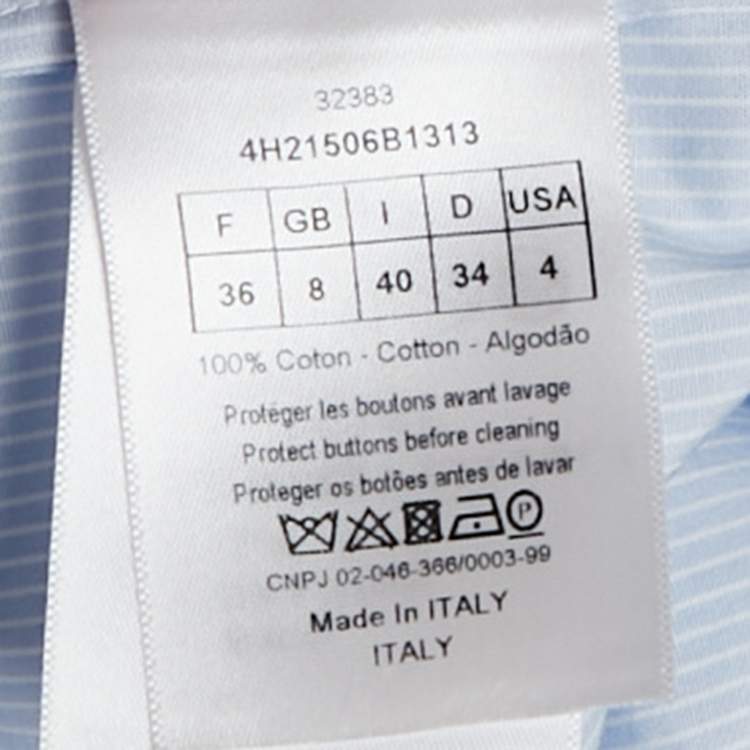 32383
4H21506B1313
F GB I D USA
36 8 40 34 4
100% Coton - Cotton - Algodão
Protéger les boutons avant lavage
Protect buttons before cleaning
Proteger os botões antes de lavar
P
CNPJ 02-046-366/0003-99
Made In ITALY
ITALY